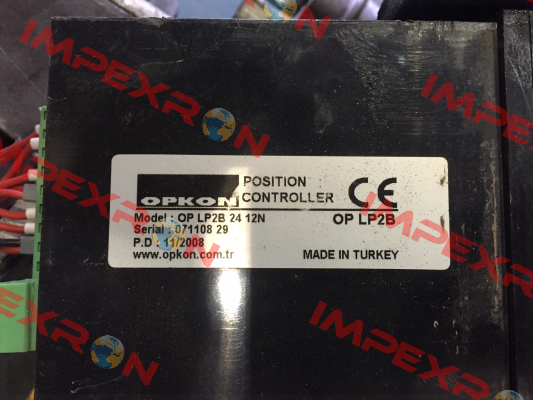 IMPEXRON
IMPEXRON
OPKON
POSITION
CONTROLLER
CE
Model : OP LP2B 24 12N
OP LP2B
Serial : 071108 29
P.D : 11/2008
www.opkon.com.tr
MADE IN TURKEY
IMPEXRON
IMPEXRON